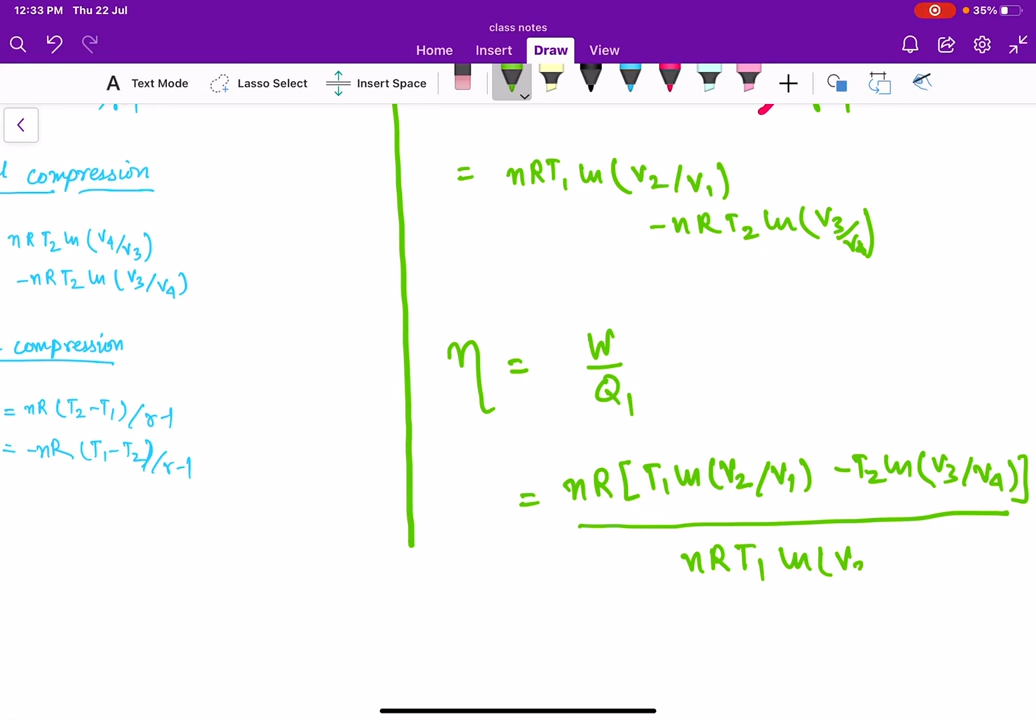 12:33 PM Thu 22 Jul
35%
class notes
Home Insert Draw View
Text Mode Lasso Select Insert Space
compression
nRT2 ln(V4/V3)
-nRT2 ln(V3/V4)
compression
= nR(T2-T1)/r-1
= -nR(T1-T2)/r-1
= nRT1 ln(V2/V1)
-nRT2 ln(V3/V4)
η = W/Q1
= nR[T1 ln(V2/V1) -T2 ln(V3/V4)]
nRT1 ln(V2